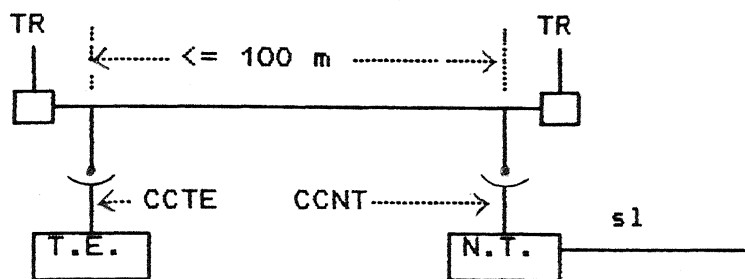 TR TR
<= 100 m
CCTE CCNT
sl
T.E. N.T.